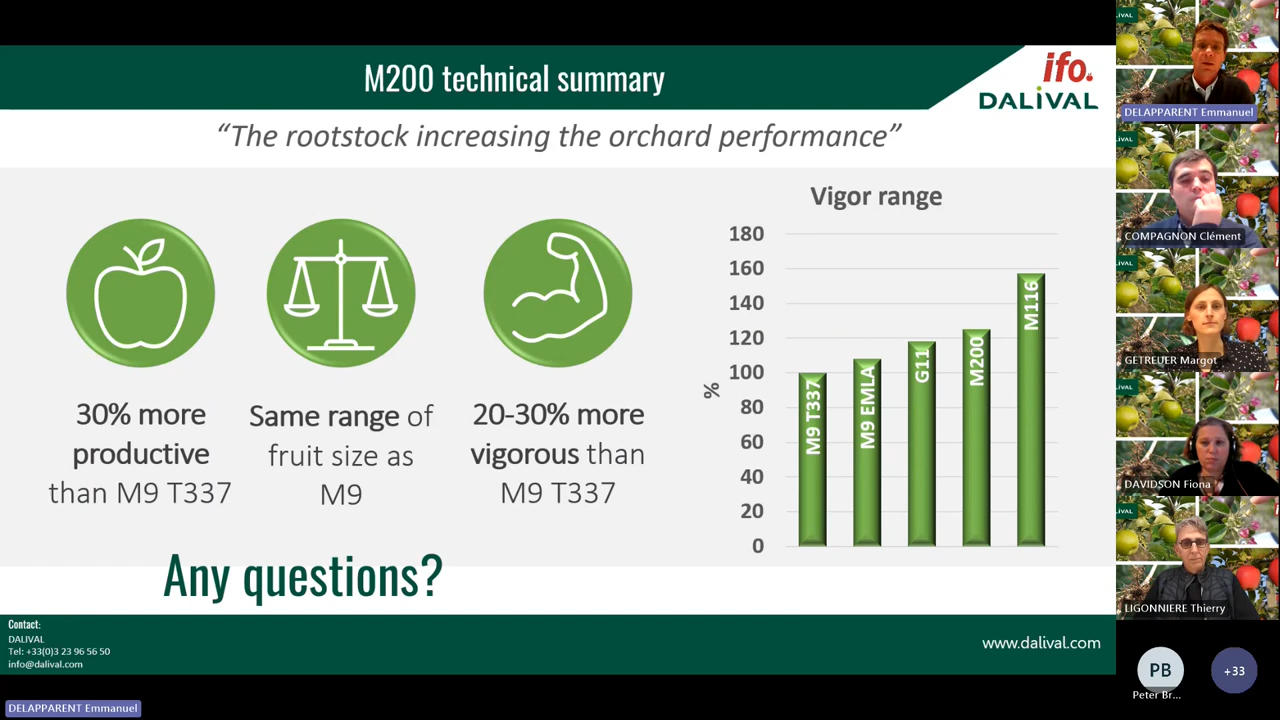 M200 technical summary
ifo.
DALiVAL
“The rootstock increasing the orchard performance”
30% more
productive
than M9 T337
Same range of
fruit size as
M9
20-30% more
vigorous than
M9 T337
Vigor range
%
180
160
140
120
100
80
60
40
20
0
M9 T337
M9 EMLA
G11
M200
M116
Any questions?
Contact:
DALIVAL
Tel: +33(0)3 23 96 56 50
info@dalival.com
www.dalival.com
DELAPPARENT Emmanuel
DELAPPARENT Emmanuel
COMPAGNON Clément
GETREUER Margot
DAVIDSON Fiona
LIGONNIERE Thierry
PB
Peter Br...
+33